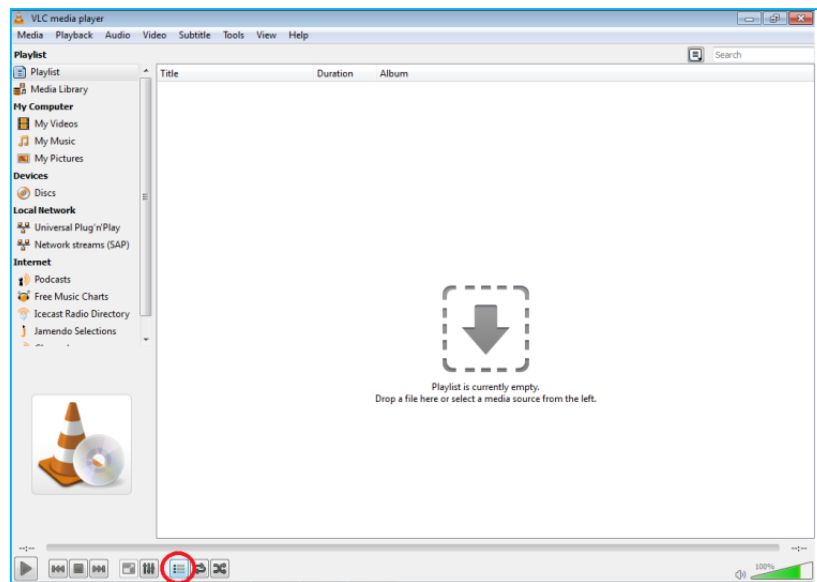 VLC media player
Media Playback Audio Video Subtitle Tools View Help
Playlist
Search
Playlist
Title Duration Album
Media Library
My Computer
My Videos
My Music
My Pictures
Devices
Discs
Local Network
Universal Plug'n'Play
Network streams (SAP)
Internet
Podcasts
Free Music Charts
Icecast Radio Directory
Jamendo Selections
Playlist is currently empty.
Drop a file here or select a media source from the left.
--:-- --:--
100%